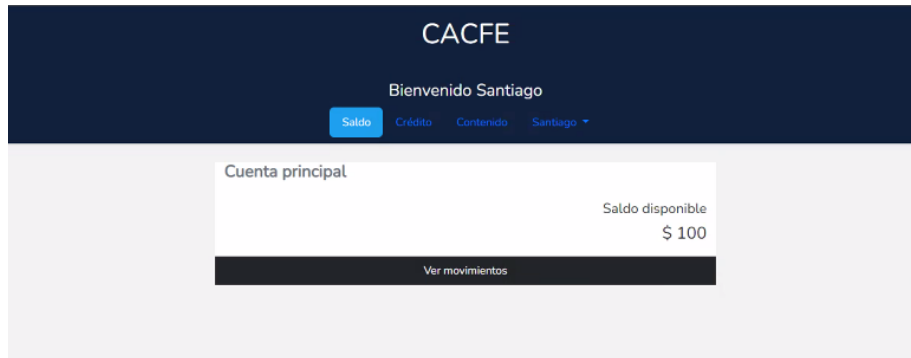 CACFE
Bienvenido Santiago
Saldo Crédito Contenido Santiago
Cuenta principal
Saldo disponible
$ 100
Ver movimientos